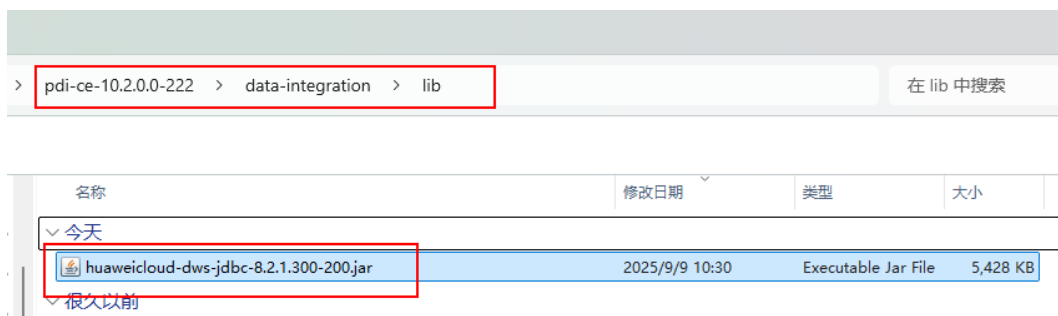 pdi-ce-10.2.0.0-222 > data-integration > lib 在 lib 中搜索
名称 修改日期 类型 大小
今天
huaweicloud-dws-jdbc-8.2.1.300-200.jar 2025/9/9 10:30 Executable Jar File 5,428 KB
很久以前